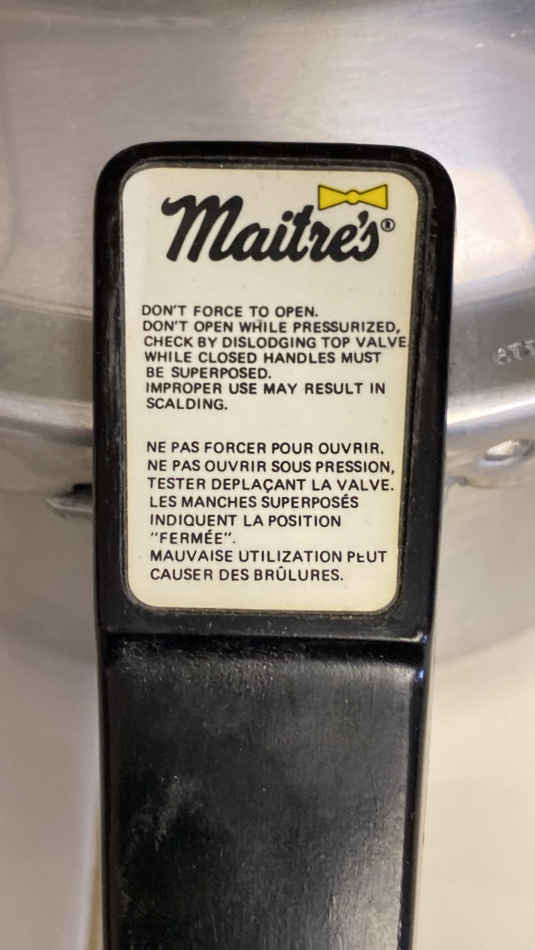 Maitre's®
DON'T FORCE TO OPEN.
DON'T OPEN WHILE PRESSURIZED,
CHECK BY DISLODGING TOP VALVE
WHILE CLOSED HANDLES MUST
BE SUPERPOSED.
IMPROPER USE MAY RESULT IN
SCALDING.
NE PAS FORCER POUR OUVRIR.
NE PAS OUVRIR SOUS PRESSION,
TESTER DEPLAÇANT LA VALVE.
LES MANCHES SUPERPOSÉS
INDIQUENT LA POSITION
"FERMÉE".
MAUVAISE UTILIZATION PEUT
CAUSER DES BRÛLURES.